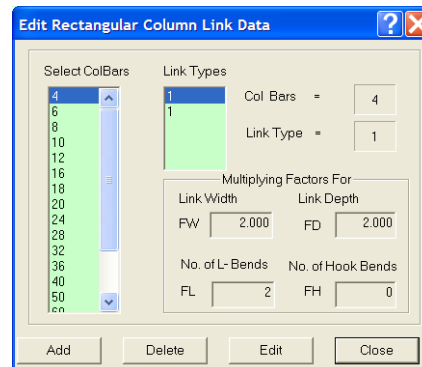 Edit Rectangular Column Link Data
Select ColBars
Link Types
4
6
8
10
12
16
18
20
24
28
32
36
40
50
60
1
1
Col Bars = 4
Link Type = 1
Multiplying Factors For
Link Width Link Depth
FW 2.000 FD 2.000
No. of L- Bends No. of Hook Bends
FL 2 FH 0
Add Delete Edit Close